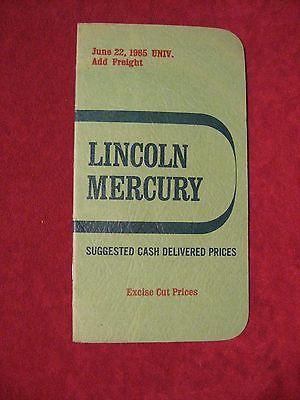 June 22, 1965 UNIV.
Add Freight
LINCOLN
MERCURY
SUGGESTED CASH DELIVERED PRICES
Excise Cut Prices